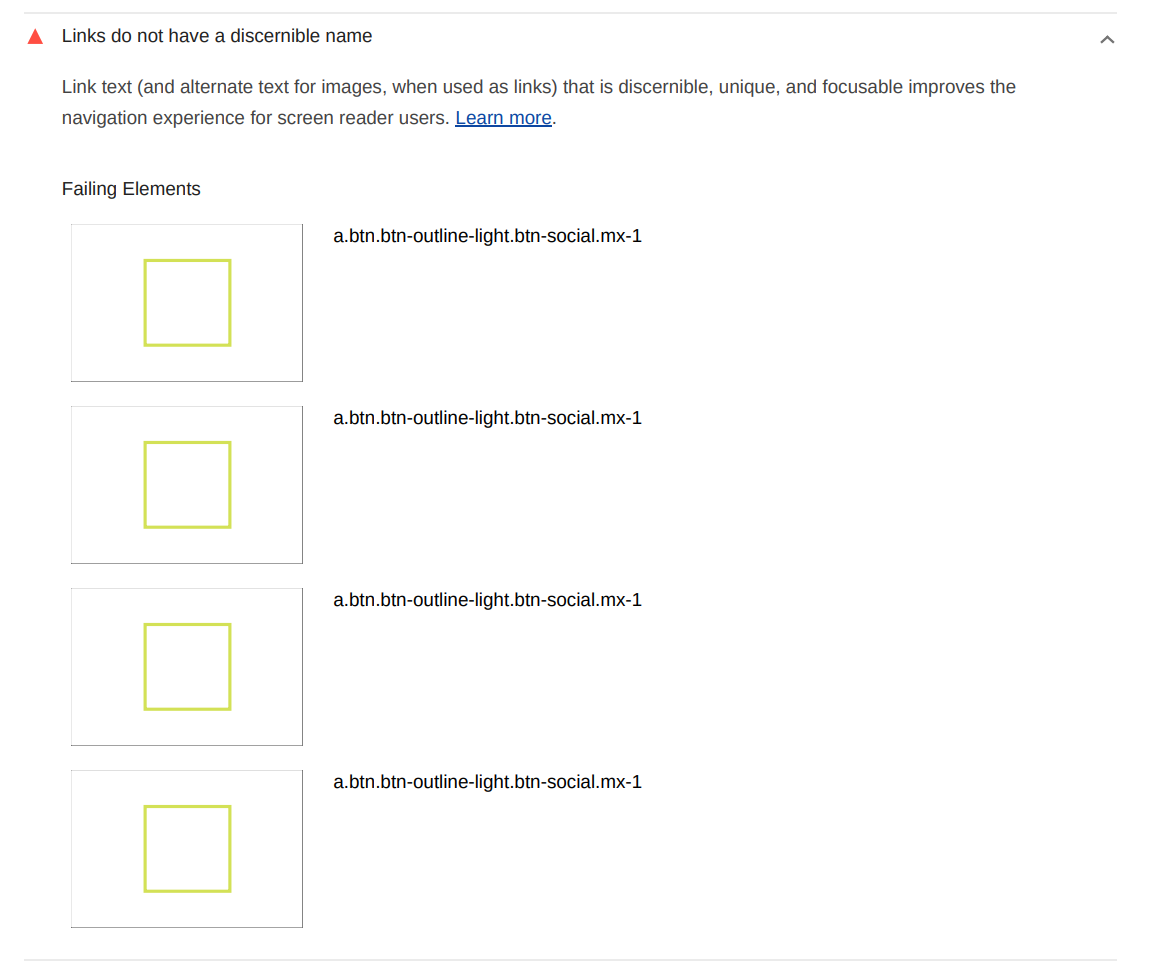 Links do not have a discernible name
Link text (and alternate text for images, when used as links) that is discernible, unique, and focusable improves the
navigation experience for screen reader users. Learn more.
Failing Elements
a.btn.btn-outline-light.btn-social.mx-1
a.btn.btn-outline-light.btn-social.mx-1
a.btn.btn-outline-light.btn-social.mx-1
a.btn.btn-outline-light.btn-social.mx-1